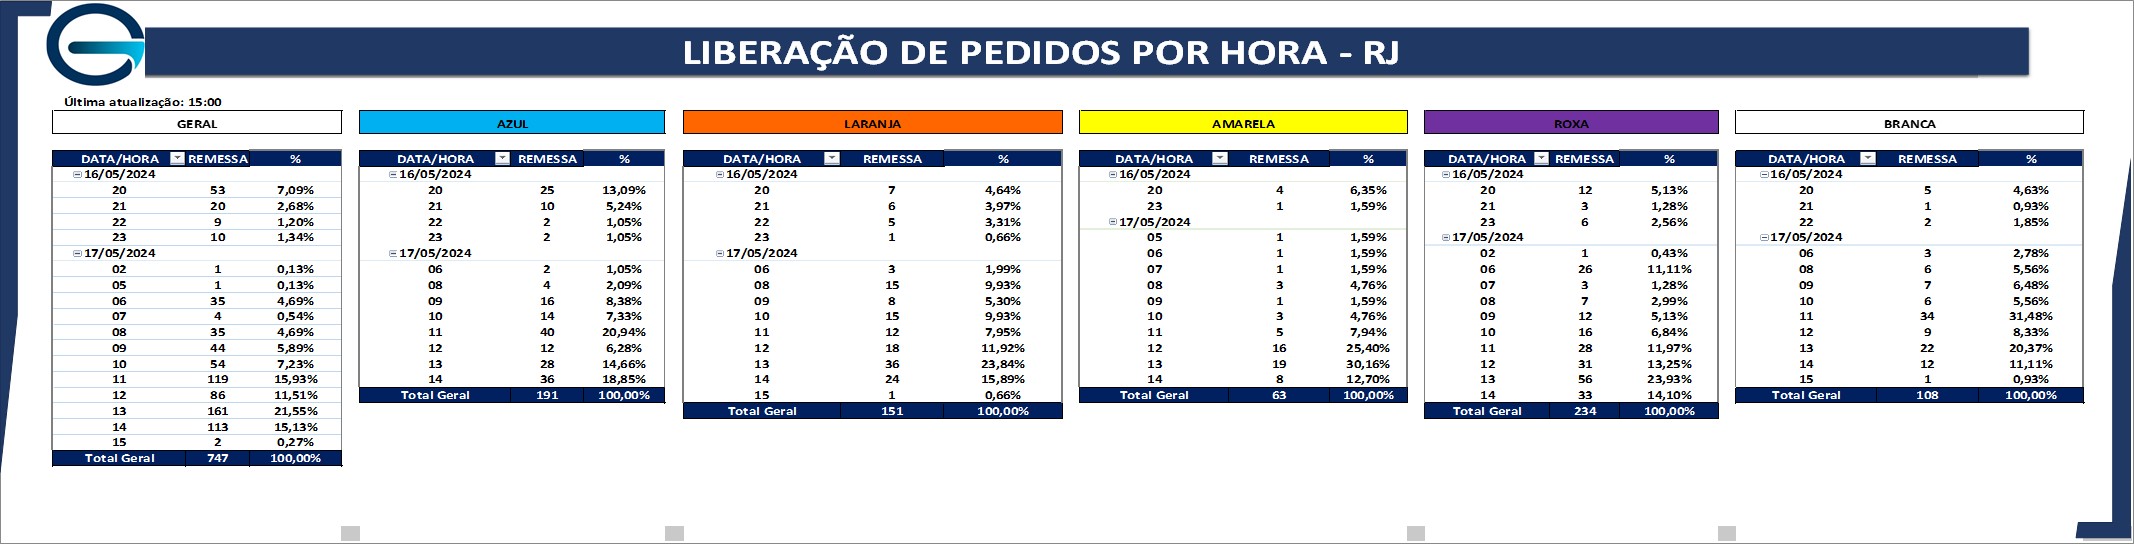 LIBERAÇÃO DE PEDIDOS POR HORA - RJ
Última atualização: 15:00
GERAL
DATA/HORA REMESSA %
16/05/2024
20 53 7,09%
21 20 2,68%
22 9 1,20%
23 10 1,34%
17/05/2024
02 1 0,13%
05 1 0,13%
06 35 4,69%
07 4 0,54%
08 35 4,69%
09 44 5,89%
10 54 7,23%
11 119 15,93%
12 86 11,51%
13 161 21,55%
14 113 15,13%
15 2 0,27%
Total Geral 747 100,00%
AZUL
DATA/HORA REMESSA %
16/05/2024
20 25 13,09%
21 10 5,24%
22 2 1,05%
23 2 1,05%
17/05/2024
06 2 1,05%
08 4 2,09%
09 16 8,38%
10 14 7,33%
11 40 20,94%
12 12 6,28%
13 28 14,66%
14 36 18,85%
Total Geral 191 100,00%
LARANJA
DATA/HORA REMESSA %
16/05/2024
20 7 4,64%
21 6 3,97%
22 5 3,31%
23 1 0,66%
17/05/2024
06 3 1,99%
08 15 9,93%
09 8 5,30%
10 15 9,93%
11 12 7,95%
12 18 11,92%
13 36 23,84%
14 24 15,89%
15 1 0,66%
Total Geral 151 100,00%
AMARELA
DATA/HORA REMESSA %
16/05/2024
20 4 6,35%
23 1 1,59%
17/05/2024
05 1 1,59%
06 1 1,59%
07 1 1,59%
08 3 4,76%
09 1 1,59%
10 3 4,76%
11 5 7,94%
12 16 25,40%
13 19 30,16%
14 8 12,70%
Total Geral 63 100,00%
ROXA
DATA/HORA REMESSA %
16/05/2024
20 12 5,13%
21 3 1,28%
23 6 2,56%
17/05/2024
02 1 0,43%
06 26 11,11%
07 3 1,28%
08 7 2,99%
09 12 5,13%
10 16 6,84%
11 28 11,97%
12 31 13,25%
13 56 23,93%
14 33 14,10%
Total Geral 234 100,00%
BRANCA
DATA/HORA REMESSA %
16/05/2024
20 5 4,63%
21 1 0,93%
22 2 1,85%
17/05/2024
06 3 2,78%
08 6 5,56%
09 7 6,48%
10 6 5,56%
11 34 31,48%
12 9 8,33%
13 22 20,37%
14 12 11,11%
15 1 0,93%
Total Geral 108 100,00%